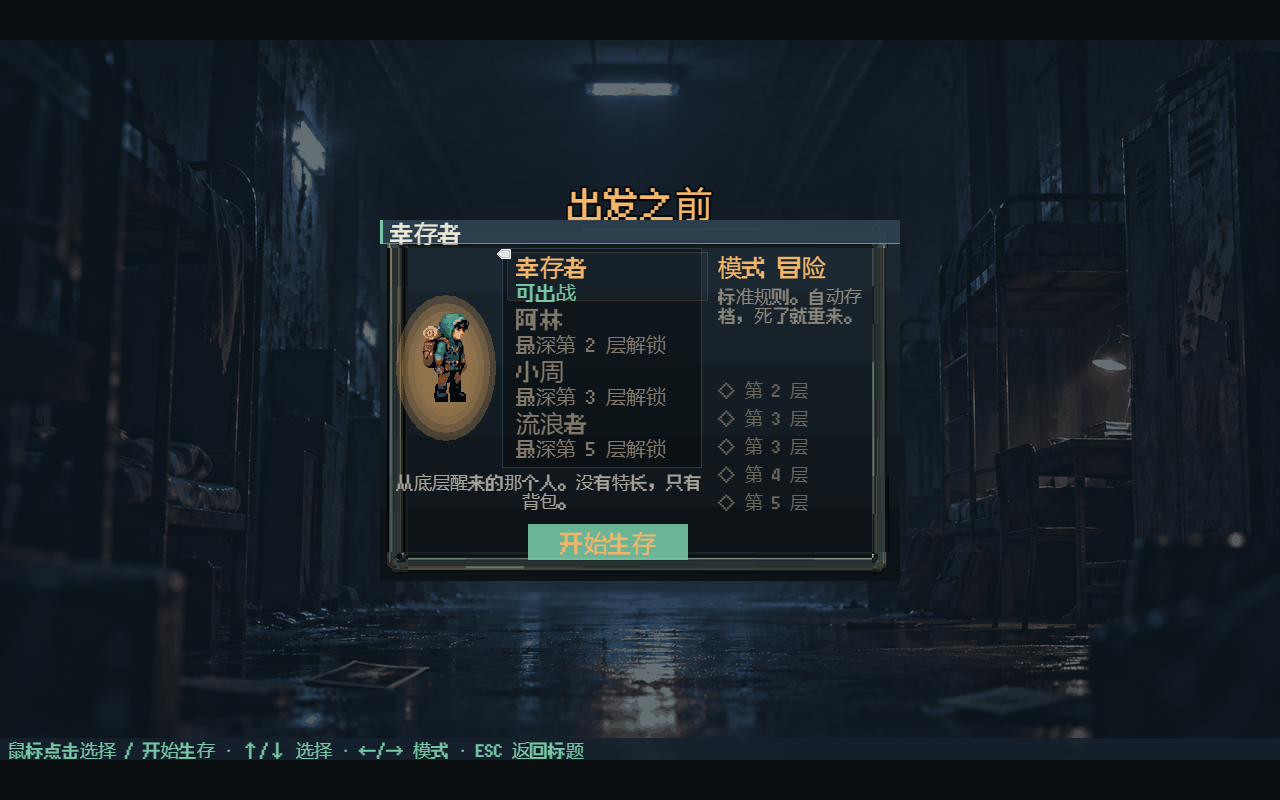 出发之前
幸存者
幸存者
可出战
阿林
最深第 2 层解锁
小周
最深第 3 层解锁
流浪者
最深第 5 层解锁
从底层醒来的那个人。没有特长，只有
背包。
模式 冒险
标准规则。自动存
档，死了就重来。
◇ 第 2 层
◇ 第 3 层
◇ 第 3 层
◇ 第 4 层
◇ 第 5 层
开始生存
鼠标点击选择 / 开始生存 · ↑/↓ 选择 · ←/→ 模式 · ESC 返回标题